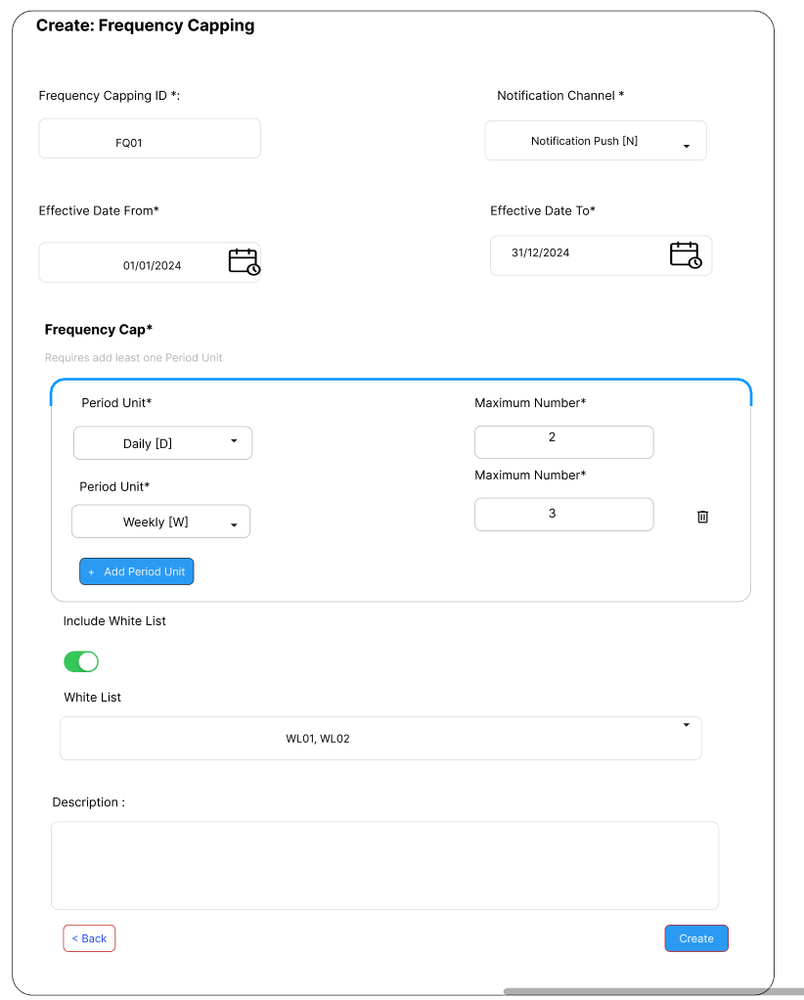 Create: Frequency Capping
Frequency Capping ID *:
Notification Channel *
FQ01
Notification Push [N]
Effective Date From*
Effective Date To*
01/01/2024
31/12/2024
Frequency Cap*
Requires add least one Period Unit
Period Unit*
Maximum Number*
Daily [D]
2
Period Unit*
Maximum Number*
Weekly [W]
3
+ Add Period Unit
Include White List
White List
WL01, WL02
Description :
< Back
Create